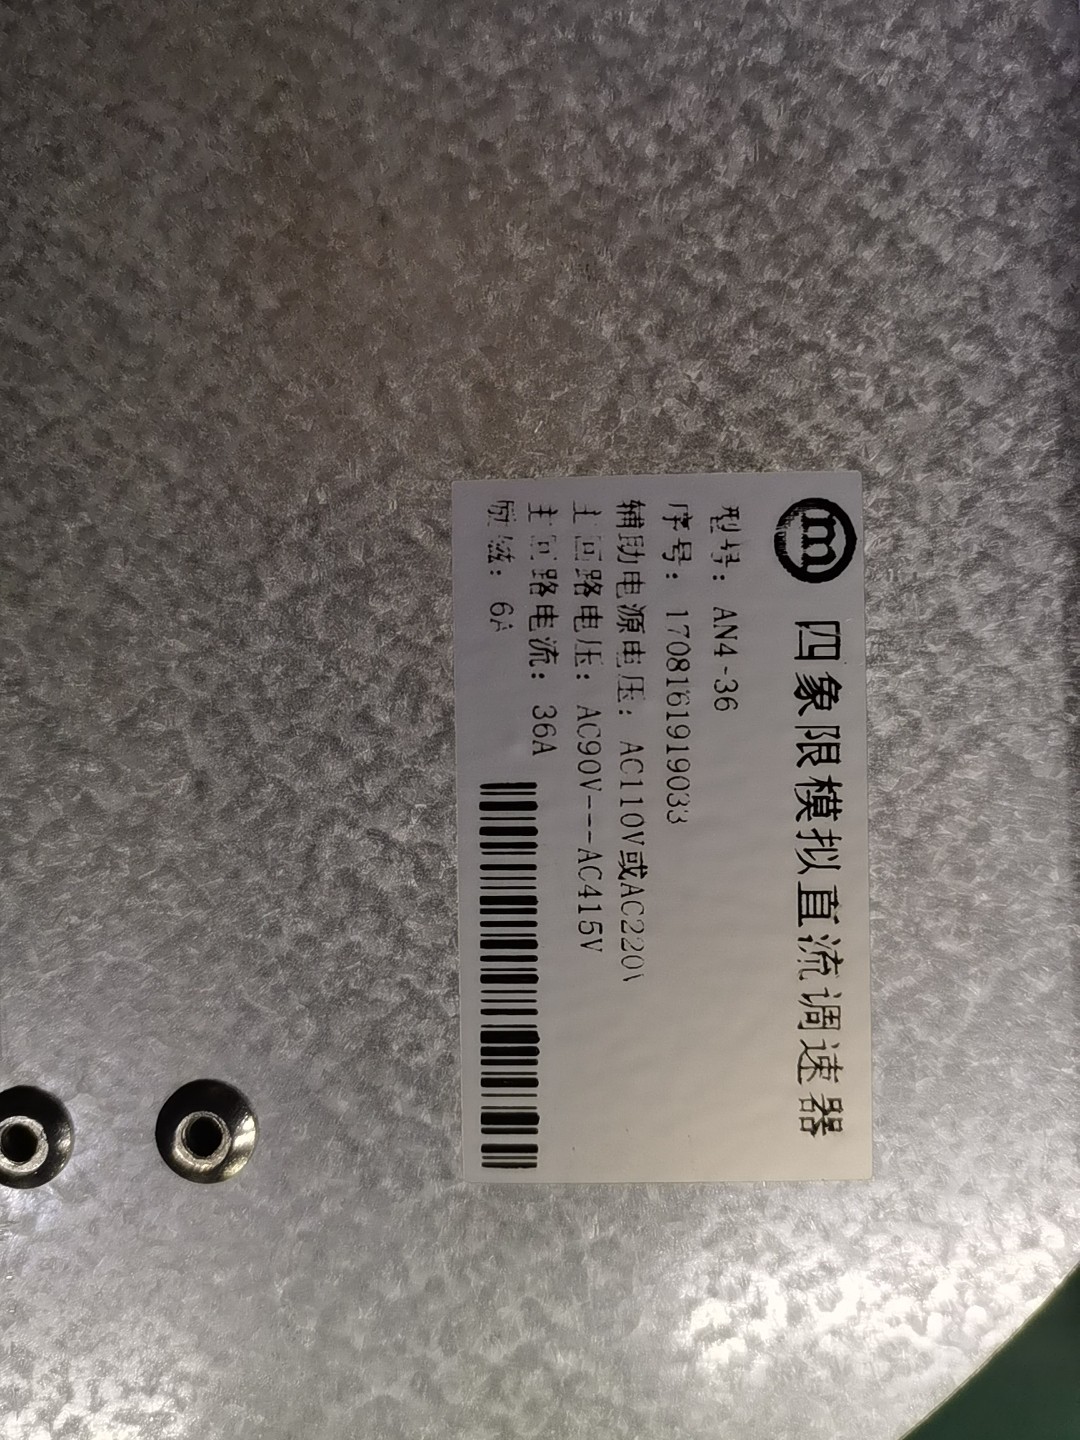 m 四象限模拟直流调速器
型号: AN4-36
序号: 1708161919033
辅助电源电压: AC110V或AC220V
主回路电压: AC90V---AC415V
主回路电流: 36A
励磁: 6A